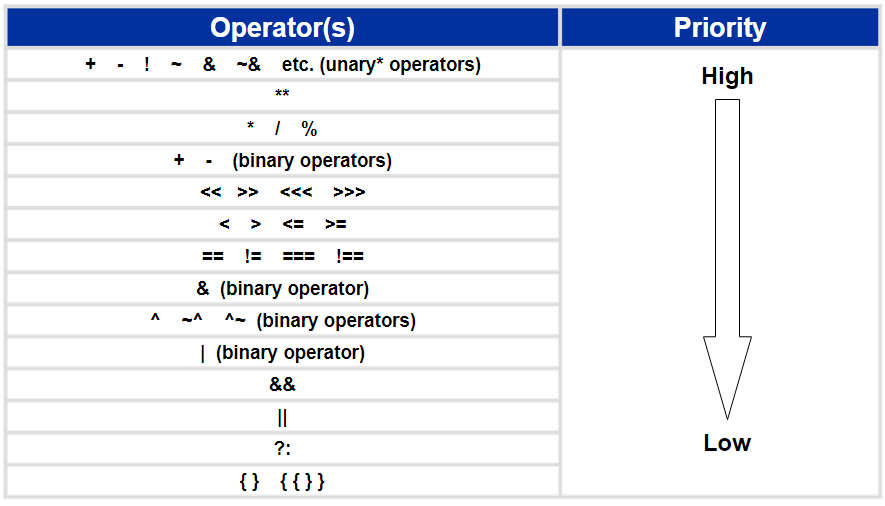 Operator(s) Priority
+ - ! ~ & ~& etc. (unary* operators)
High
**
* / %
+ - (binary operators)
<< >> <<< >>>
< > <= >=
== != === !==
& (binary operator)
^ ~^ ^~ (binary operators)
| (binary operator)
&&
||
Low
?:
{ } { { } }